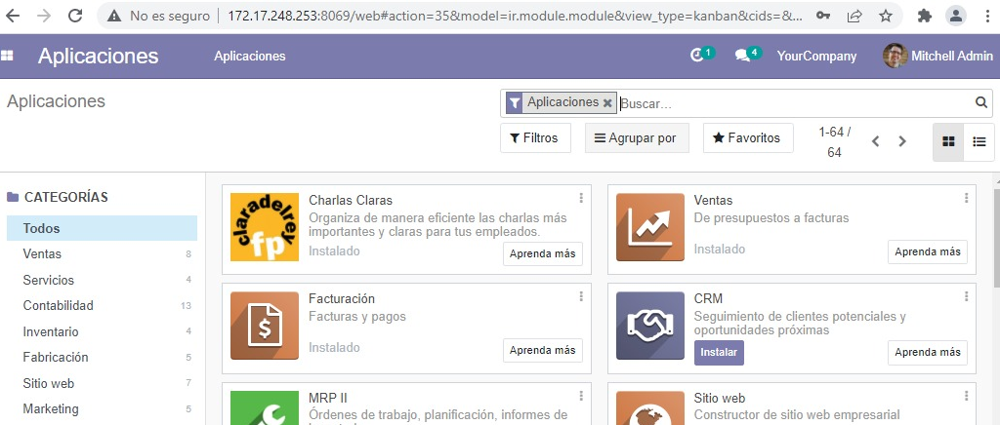 No es seguro | 172.17.248.253:8069/web#action=35&model=ir.module.module&view_type=kanban&cids=&...
Aplicaciones Aplicaciones 1 4 YourCompany Mitchell Admin
Aplicaciones
Aplicaciones Buscar...
Filtros Agrupar por Favoritos 1-64 /
64
CATEGORÍAS
Todos
Ventas 8
Servicios 4
Contabilidad 13
Inventario 4
Fabricación 5
Sitio web 7
Marketing 5
claradelrey
fp
Charlas Claras
Organiza de manera eficiente las charlas más
importantes y claras para tus empleados.
Instalado Aprenda más
Ventas
De presupuestos a facturas
Instalado Aprenda más
$
Facturación
Facturas y pagos
Instalado Aprenda más
CRM
Seguimiento de clientes potenciales y
oportunidades próximas
Instalar Aprenda más
MRP II
Órdenes de trabajo, planificación, informes de
Sitio web
Constructor de sitio web empresarial